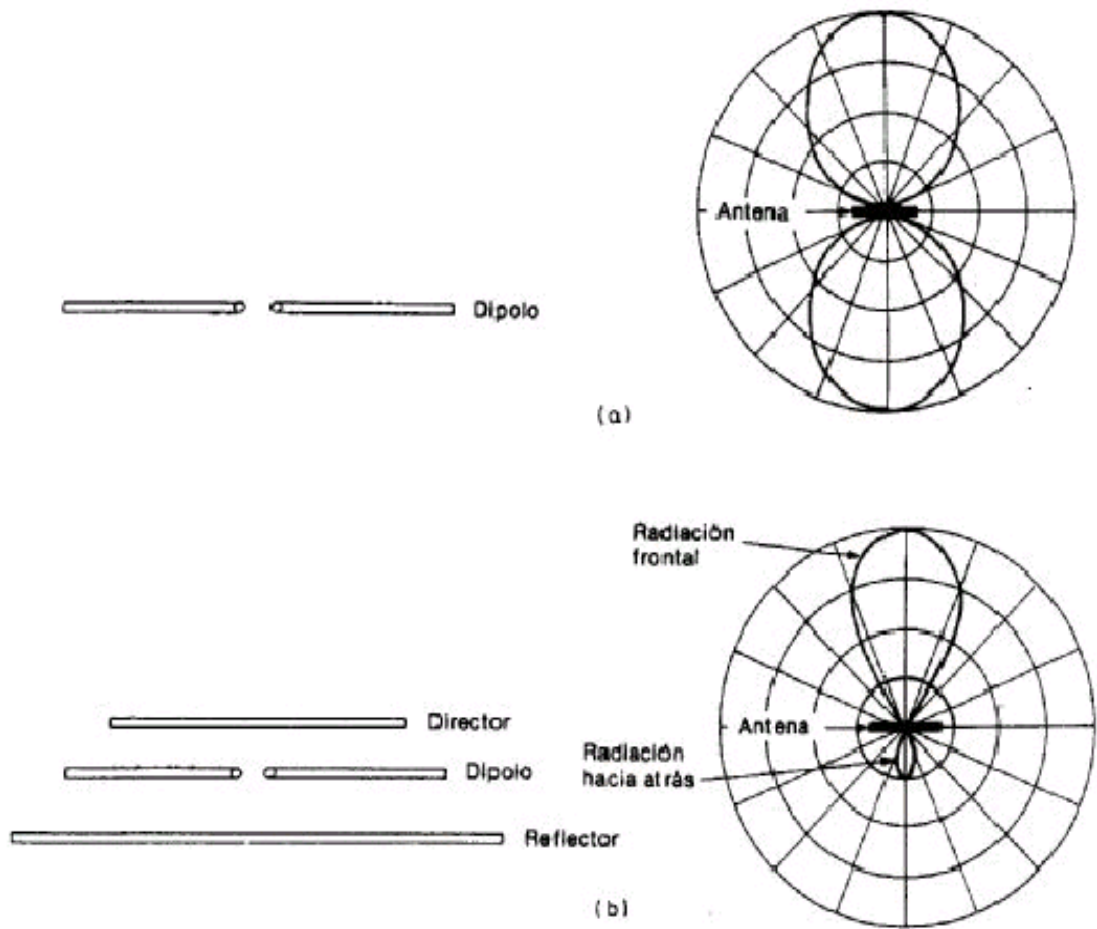 Antena
Dipolo
(a)
Radiación
frontal
Director
Antena
Dipolo
Radiación
hacia atrás
Reflector
(b)